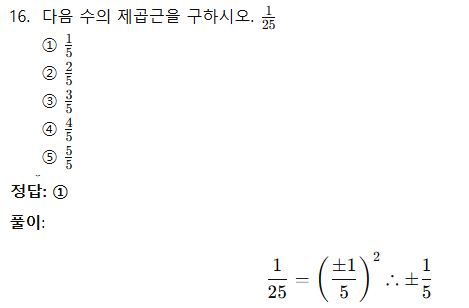 16. 다음 수의 제곱근을 구하시오. 1/25
① 1/5
② 2/5
③ 3/5
④ 4/5
⑤ 5/5
정답: ①
풀이:
1/25 = (±1/5)² ∴ ±1/5